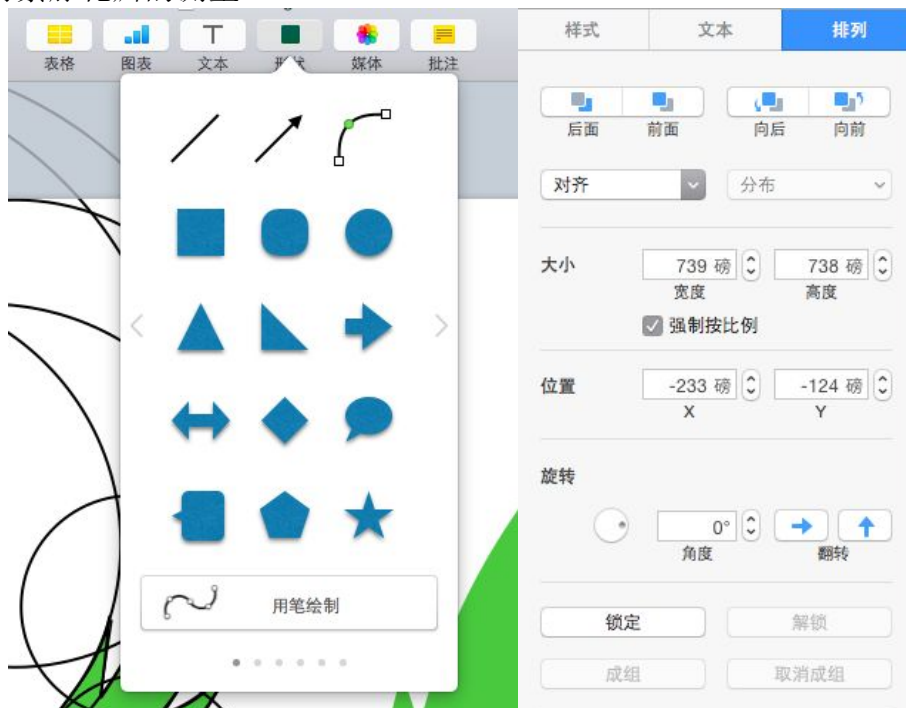 表格 图表 文本 形状 媒体 批注
用笔绘制
样式 文本 排列
后面 前面 向后 向前
对齐 分布
大小 739 磅 738 磅
宽度 高度
强制按比例
位置 -233 磅 -124 磅
X Y
旋转
0°
角度 翻转
锁定 解锁
成组 取消成组